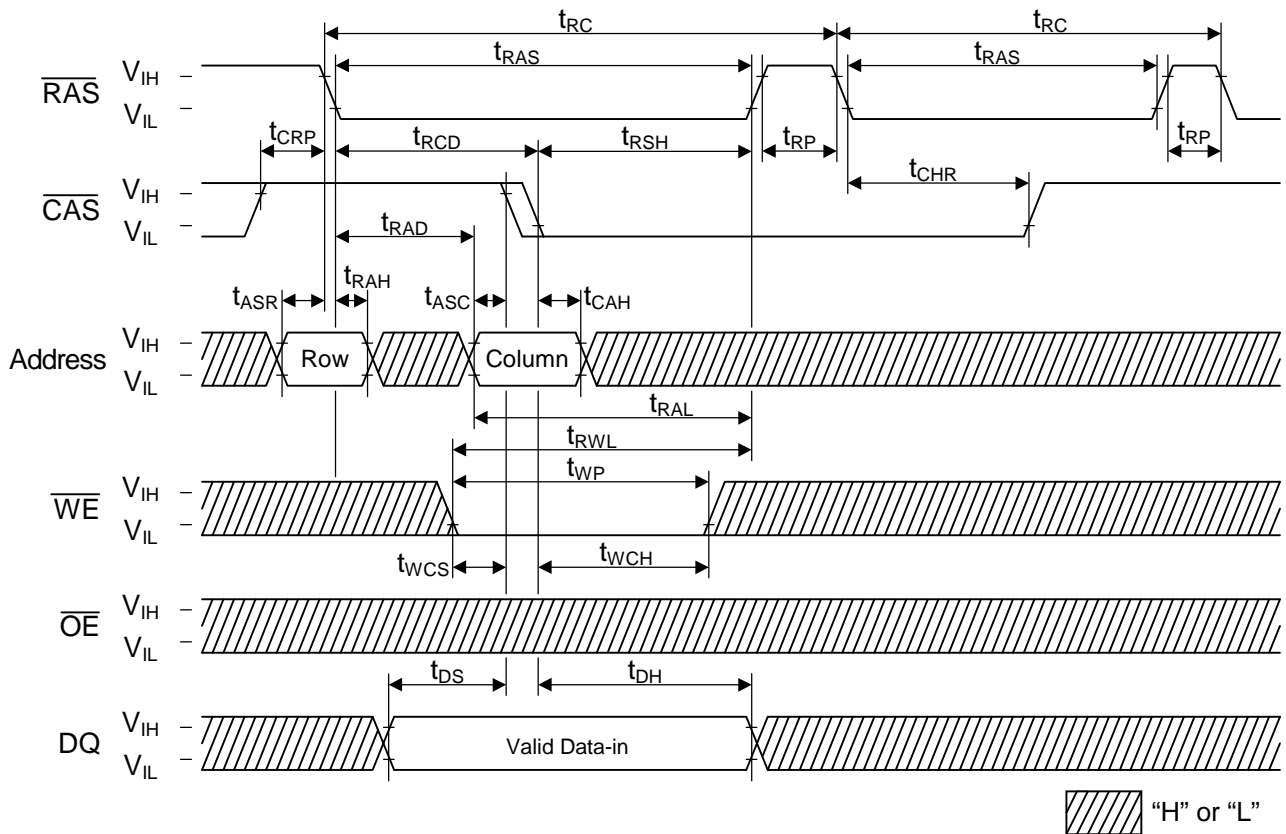 tRC tRC
tRAS tRAS
RAS VIH
VIL
tCRP tRCD tRSH tRP tRP
tCHR
CAS VIH
VIL
tRAD
tASR tRAH tASC tCAH
Address VIH
VIL
Row Column
tRAL
tRWL
tWP
WE VIH
VIL
tWCS tWCH
OE VIH
VIL
tDS tDH
DQ VIH
VIL
Valid Data-in
“H” or “L”